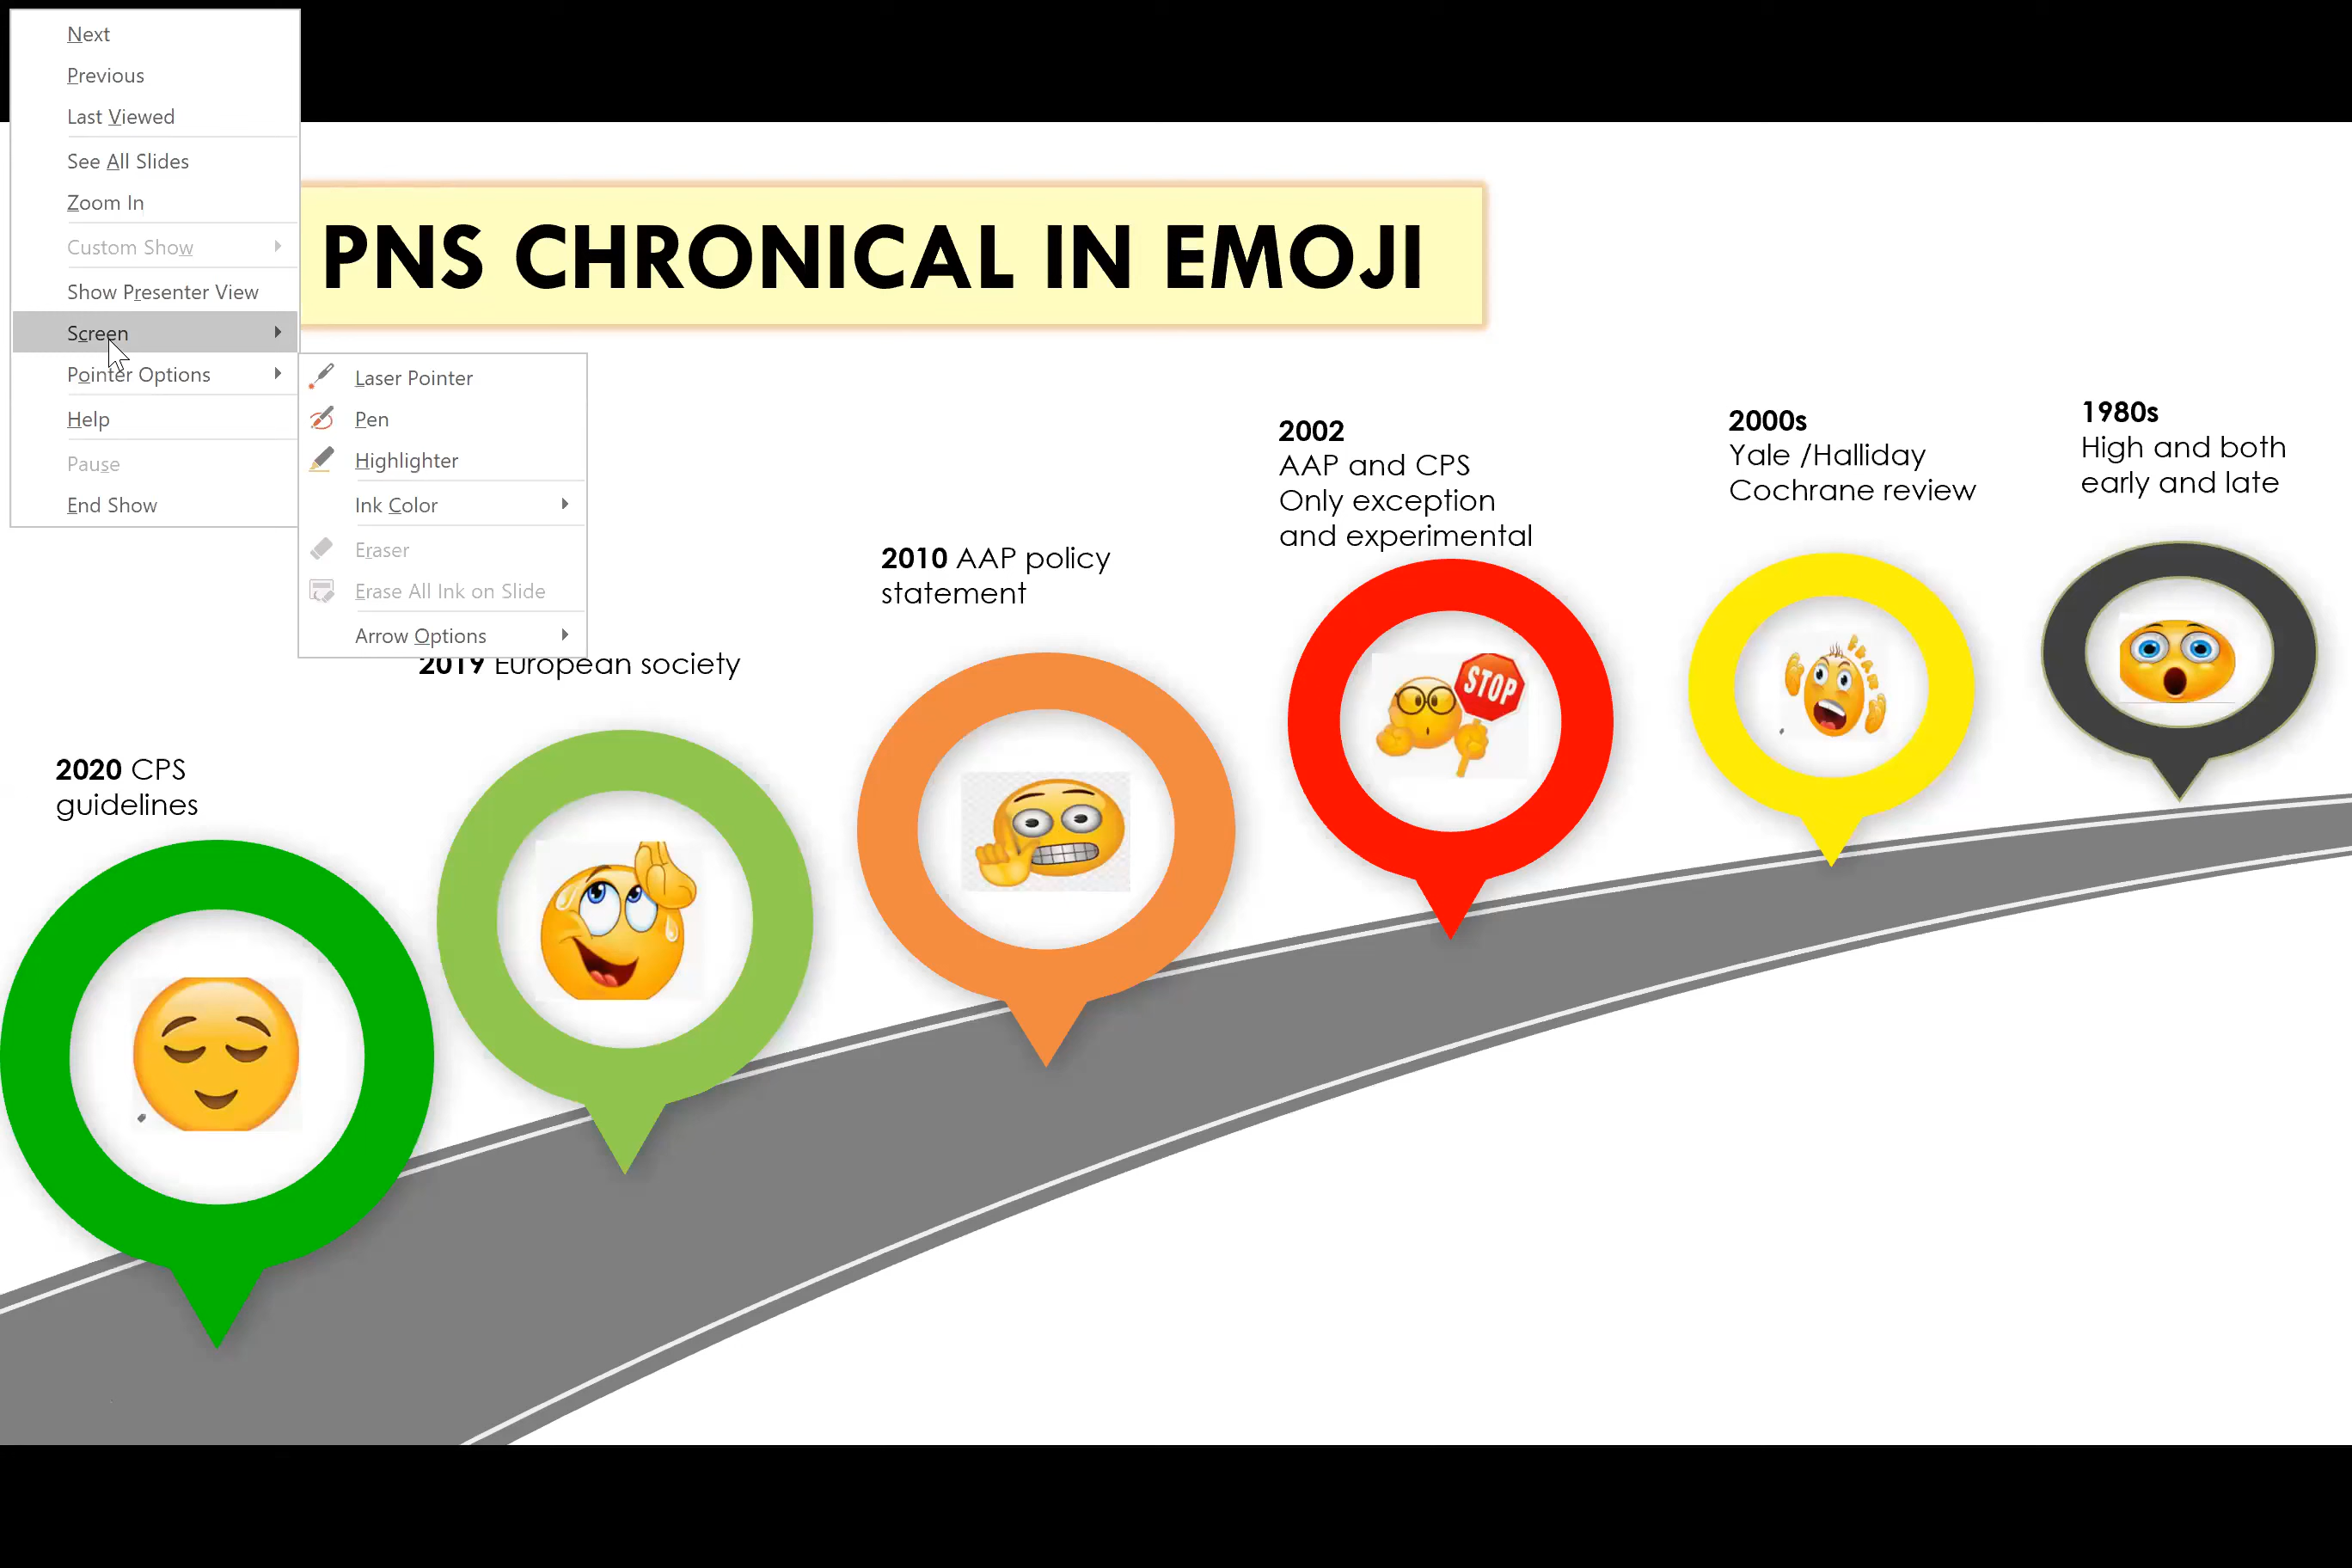 Next
Previous
Last Viewed
See All Slides
Zoom In
Custom Show
Show Presenter View
Screen
Pointer Options
Help
Pause
End Show
Laser Pointer
Pen
Highlighter
Ink Color
Eraser
Erase All Ink on Slide
Arrow Options
PNS CHRONICAL IN EMOJI
2020 CPS
guidelines
2019 European society
2010 AAP policy
statement
2002
AAP and CPS
Only exception
and experimental
STOP
2000s
Yale /Halliday
Cochrane review
1980s
High and both
early and late